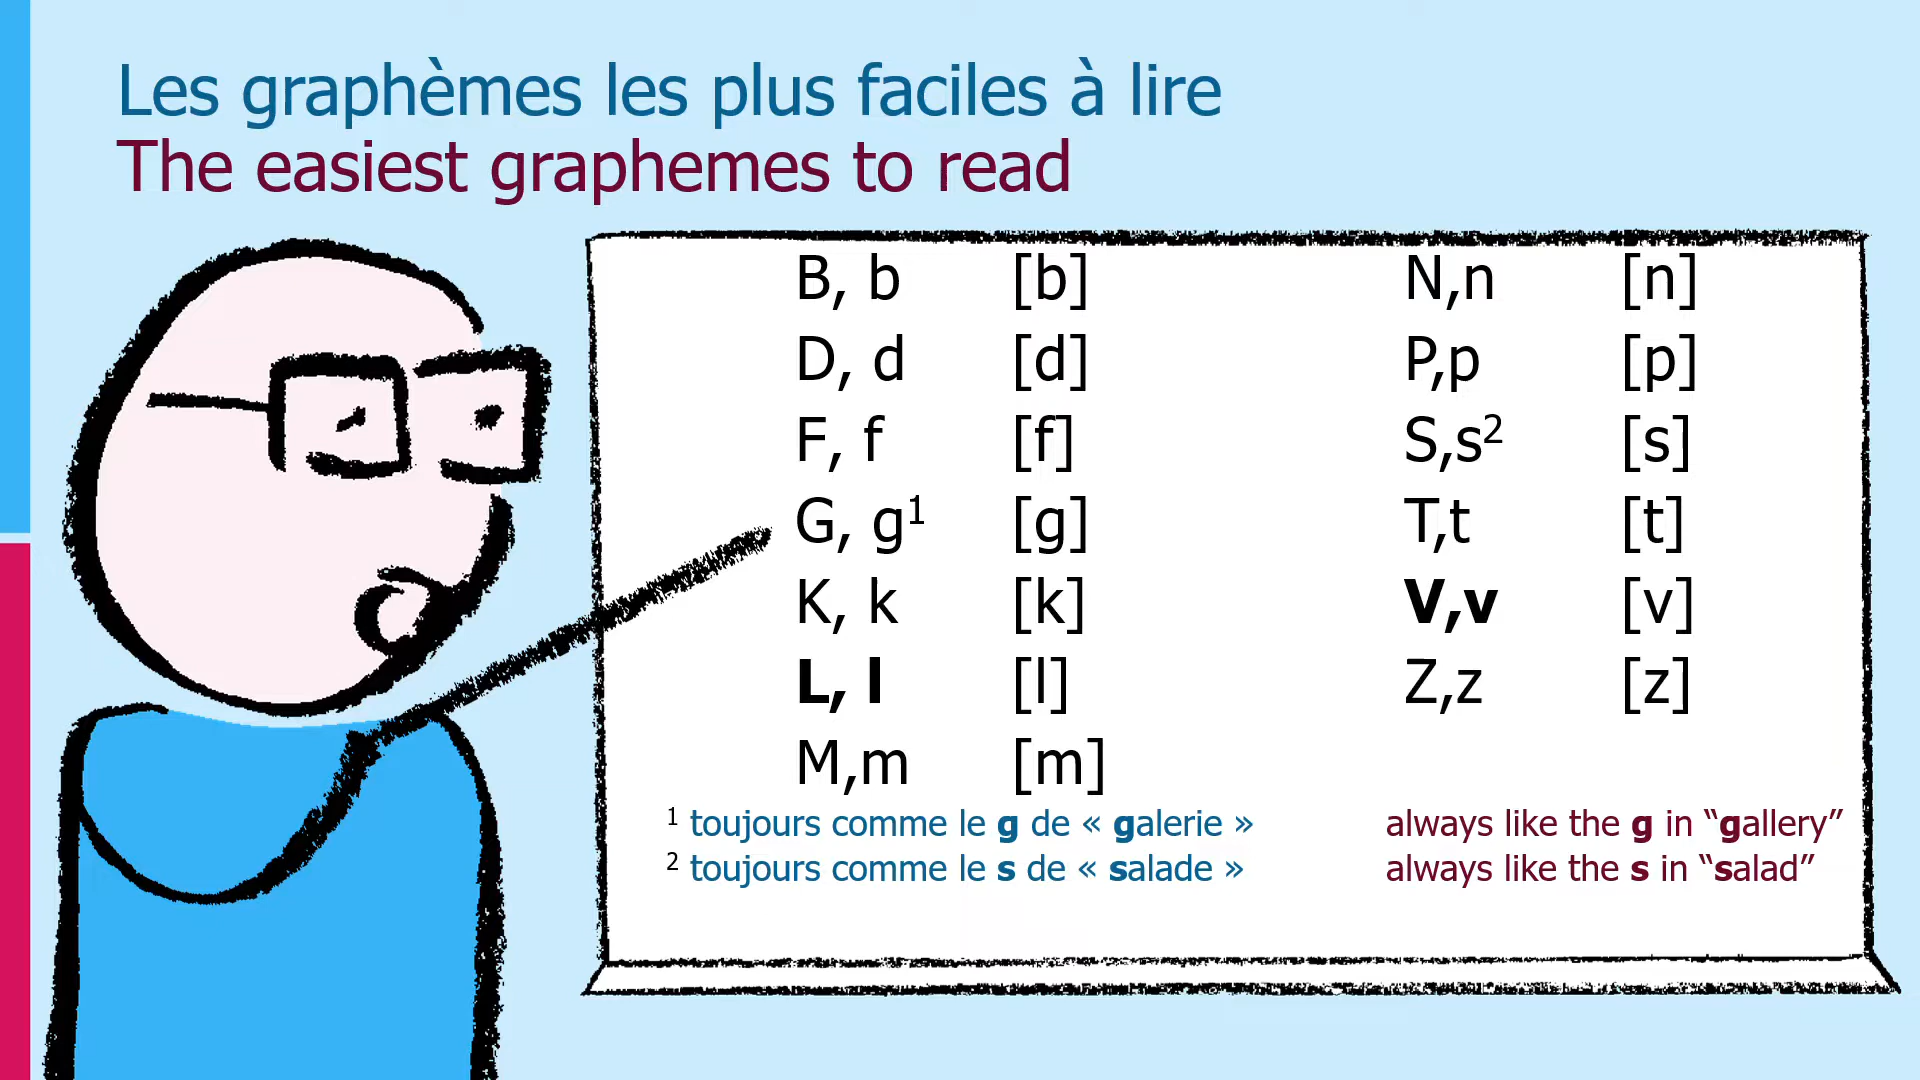 Les graphèmes les plus faciles à lire
The easiest graphemes to read
B, b [b] N,n [n]
D, d [d] P,p [p]
F, f [f] S,s² [s]
G, g¹ [g] T,t [t]
K, k [k] V,v [v]
L, l [l] Z,z [z]
M,m [m]
¹ toujours comme le g de « galerie » always like the g in “gallery”
² toujours comme le s de « salade » always like the s in “salad”